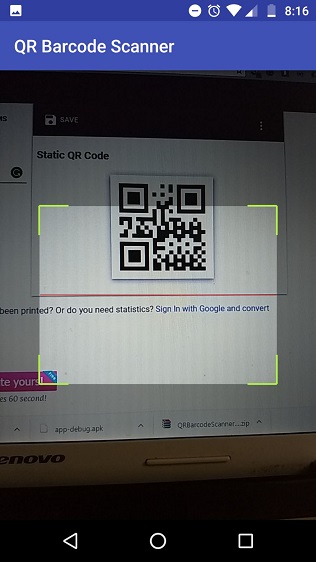 8:16
QR Barcode Scanner
MS
SAVE
Static QR Code
been printed? Or do you need statistics? Sign In with Google and convert
te yours!
es 60 second!
app-debug.apk
QRBarcodeScanner....zip
enovo